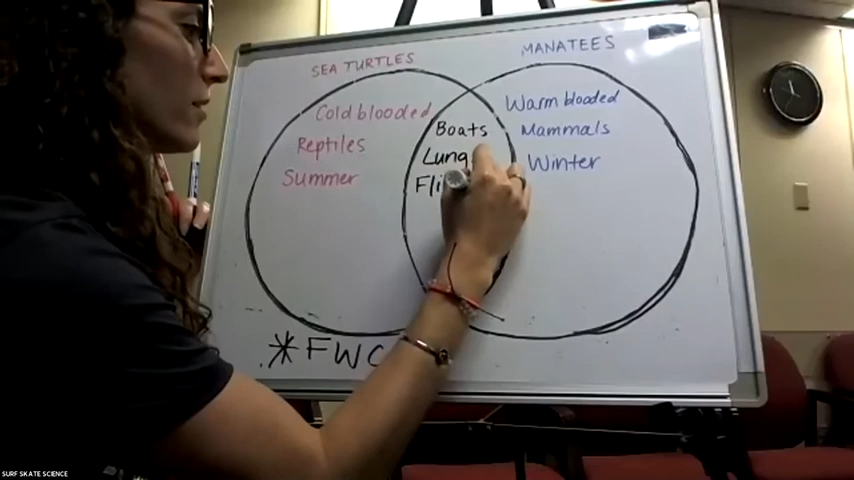 SEA TURTLES
MANATEES
Cold blooded
Reptiles
Summer
Boats
Warm blooded
Mammals
Winter
*FWC
SURF SKATE SCIENCE